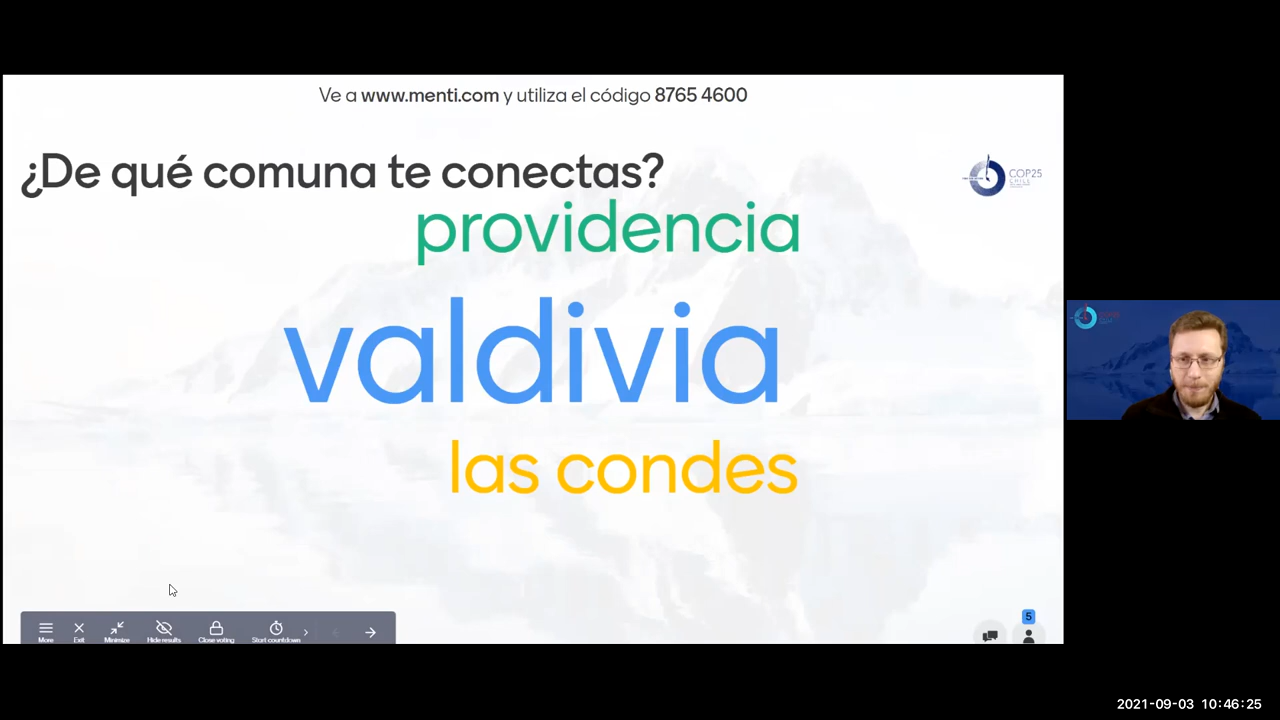 Ve a www.menti.com y utiliza el código 8765 4600
¿De qué comuna te conectas?
COP25
CHILE
providencia
valdivia
las condes
5
More
Exit
Minimize
Hide results
Close voting
Start countdown
2021-09-03 10:46:25